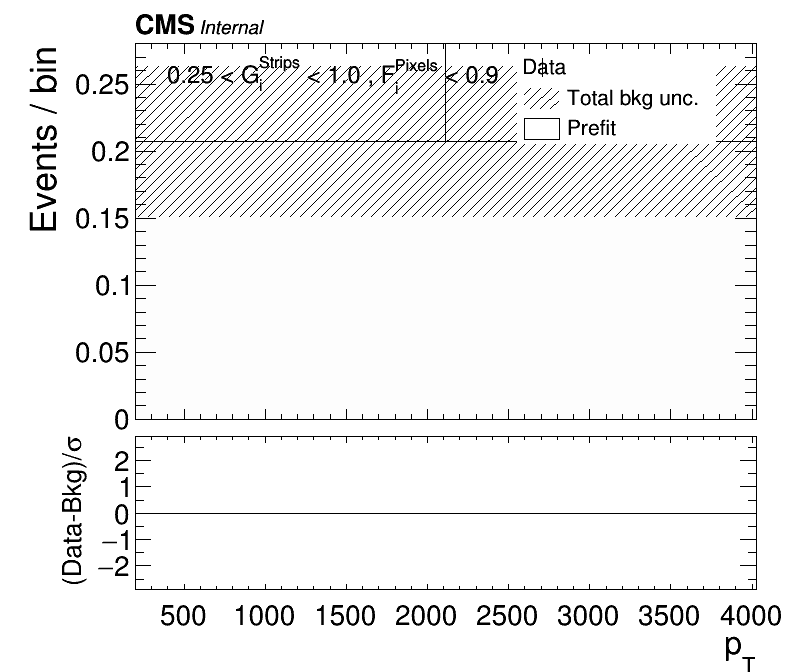 CMS Internal
Events / bin
0.25 < G_i^Strips < 1.0 , F_i^Pixels < 0.9
Data
Total bkg unc.
Prefit
0.25
0.2
0.15
0.1
0.05
0
(Data-Bkg)/σ
2
1
0
−1
−2
500 1000 1500 2000 2500 3000 3500 4000
p_T